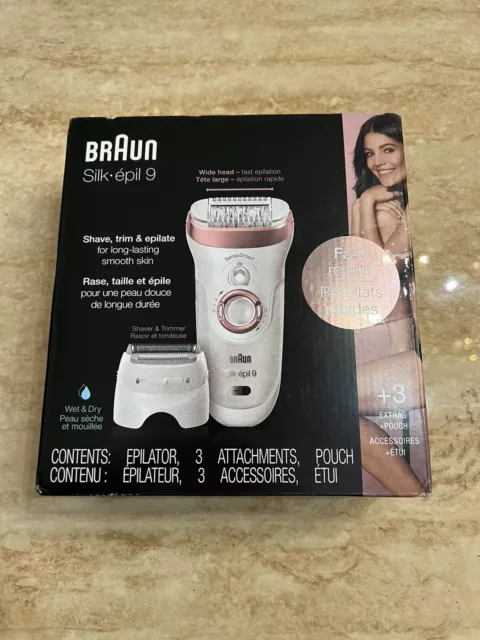 BRAUN
Silk·épil 9
Wide head – fast epilation
Tête large – épilation rapide
Shave, trim & epilate
for long-lasting
smooth skin
Rase, taille et épile
pour une peau douce
de longue durée
SensoSmart
Fast
results
Résultats
rapides
Shaver & Trimmer
Rasoir et tondeuse
BRAUN
Silk·épil 9
Wet & Dry
Peau sèche
et mouillée
+3
EXTRAS
+POUCH
ACCESSOIRES
+ÉTUI
CONTENTS: EPILATOR, 3 ATTACHMENTS, POUCH
CONTENU : ÉPILATEUR, 3 ACCESSOIRES, ÉTUI